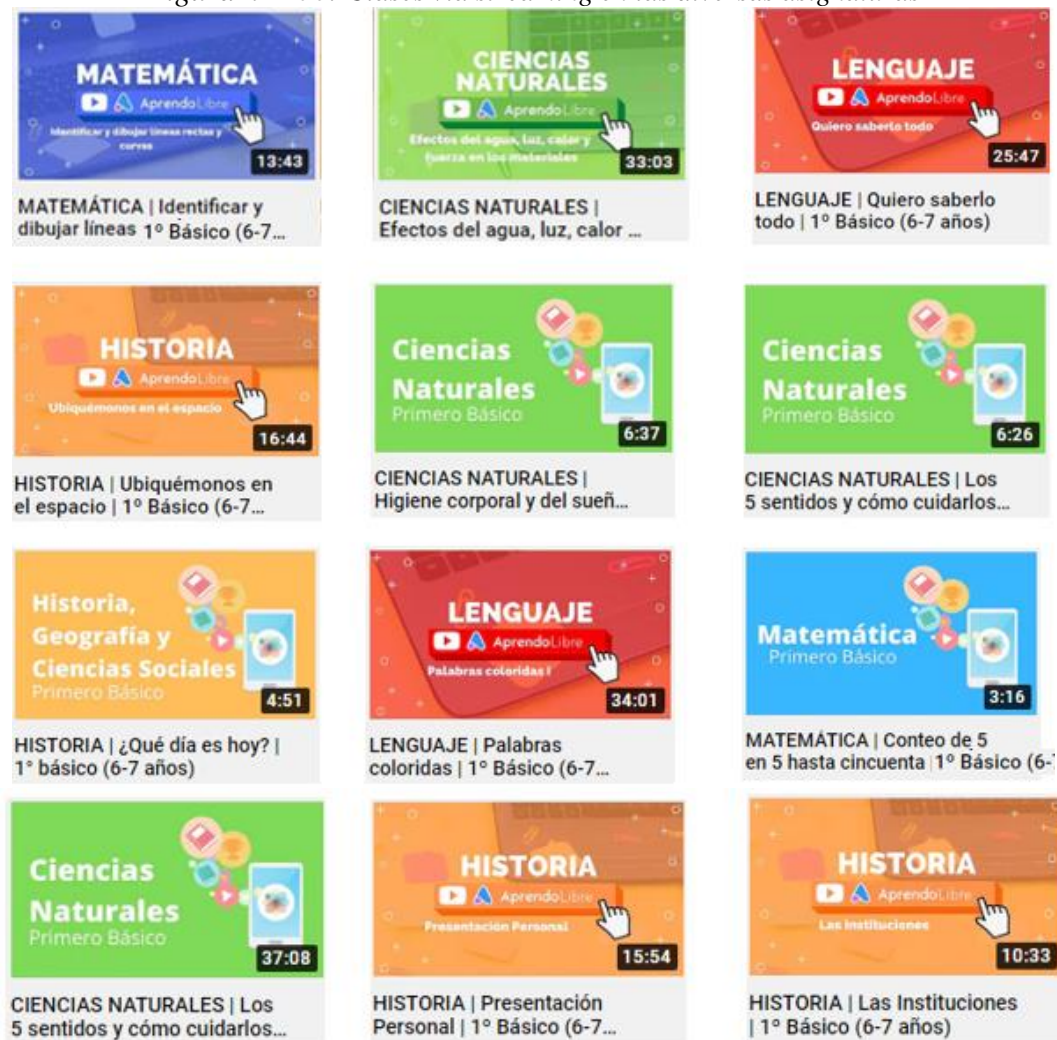 MATEMÁTICA
AprendoLibre
Identificar y dibujar líneas rectas y
curvas
13:43
MATEMÁTICA | Identificar y
dibujar líneas 1º Básico (6-7...
CIENCIAS
NATURALES
AprendoLibre
Efectos del agua, luz, calor y
fuerza en los materiales
33:03
CIENCIAS NATURALES |
Efectos del agua, luz, calor ...
LENGUAJE
AprendoLibre
Quiero saberlo todo
25:47
LENGUAJE | Quiero saberlo
todo | 1º Básico (6-7 años)
HISTORIA
AprendoLibre
Ubiquémonos en el espacio
16:44
HISTORIA | Ubiquémonos en
el espacio | 1º Básico (6-7...
Ciencias
Naturales
Primero Básico
6:37
CIENCIAS NATURALES |
Higiene corporal y del sueñ...
Ciencias
Naturales
Primero Básico
6:26
CIENCIAS NATURALES | Los
5 sentidos y cómo cuidarlos...
Historia,
Geografía y
Ciencias Sociales
Primero Básico
4:51
HISTORIA | ¿Qué día es hoy? |
1° básico (6-7 años)
LENGUAJE
AprendoLibre
Palabras coloridas I
34:01
LENGUAJE | Palabras
coloridas | 1º Básico (6-7...
Matemática
Primero Básico
3:16
MATEMÁTICA | Conteo de 5
en 5 hasta cincuenta | 1º Básico (6-7
Ciencias
Naturales
Primero Básico
37:08
CIENCIAS NATURALES | Los
5 sentidos y cómo cuidarlos...
HISTORIA
AprendoLibre
Presentación Personal
15:54
HISTORIA | Presentación
Personal | 1º Básico (6-7...
HISTORIA
AprendoLibre
Las Instituciones
10:33
HISTORIA | Las Instituciones
| 1º Básico (6-7 años)